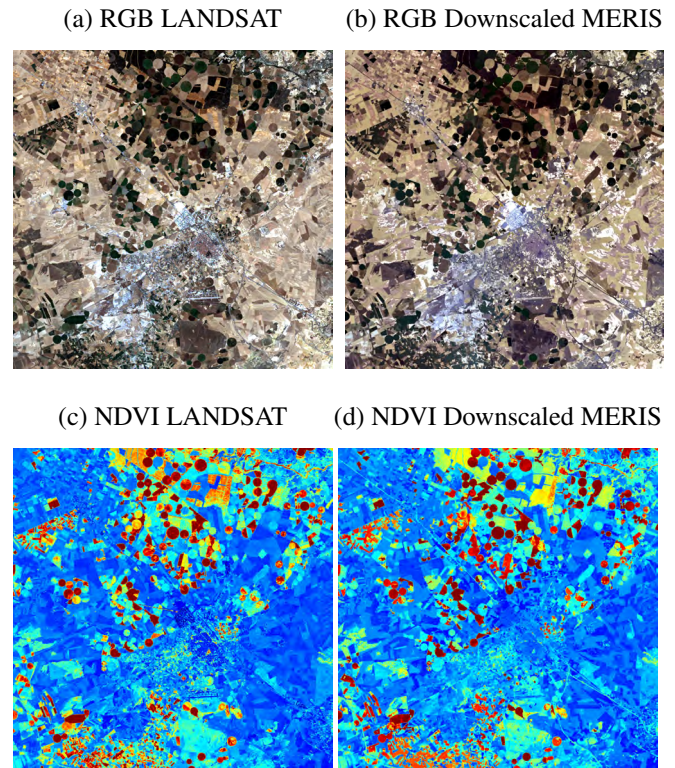 (a) RGB LANDSAT
(b) RGB Downscaled MERIS
(c) NDVI LANDSAT
(d) NDVI Downscaled MERIS